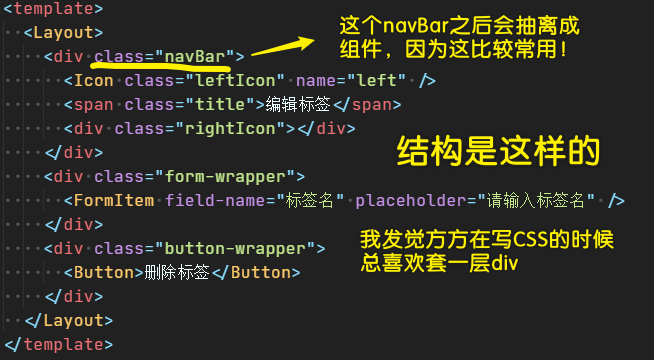 <template>
<Layout>
<div class="navBar">
这个navBar之后会抽离成
组件，因为这比较常用！
<Icon class="leftIcon" name="left" />
<span class="title">编辑标签</span>
<div class="rightIcon"></div>
</div>
结构是这样的
<div class="form-wrapper">
<FormItem field-name="标签名" placeholder="请输入标签名" />
</div>
<div class="button-wrapper">
我发觉方方在写CSS的时候
总喜欢套一层div
<Button>删除标签</Button>
</div>
</Layout>
</template>